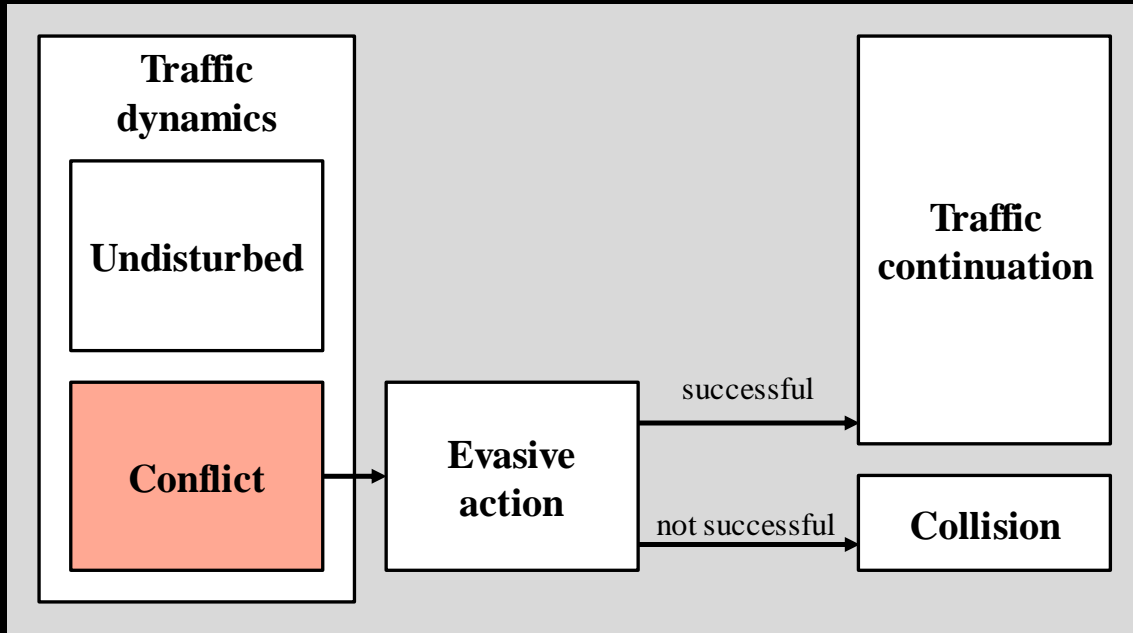 Traffic
dynamics
Undisturbed
Conflict
Evasive
action
successful
not successful
Traffic
continuation
Collision